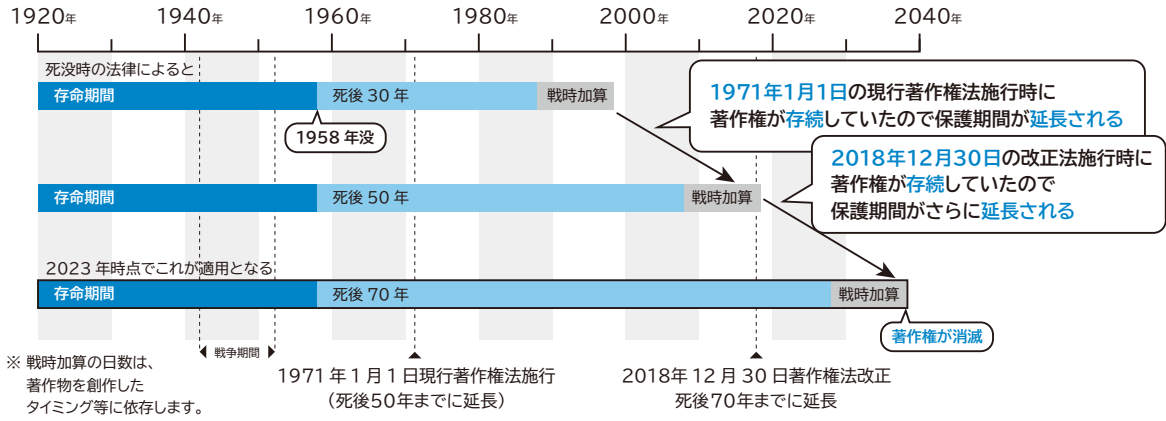 1920年 1940年 1960年 1980年 2000年 2020年 2040年
死没時の法律によると
存命期間 死後 30 年 戦時加算
1958 年没
1971年1月1日の現行著作権法施行時に
著作権が存続していたので保護期間が延長される
2018年12月30日の改正法施行時に
著作権が存続していたので
保護期間がさらに延長される
存命期間 死後 50 年 戦時加算
2023 年時点でこれが適用となる
存命期間 死後 70 年 戦時加算
著作権が消滅
戦争期間
※ 戦時加算の日数は、
著作物を創作した
タイミング等に依存します。
1971 年 1 月 1 日現行著作権法施行
（死後50年までに延長）
2018年 12 月 30 日著作権法改正
死後70年までに延長